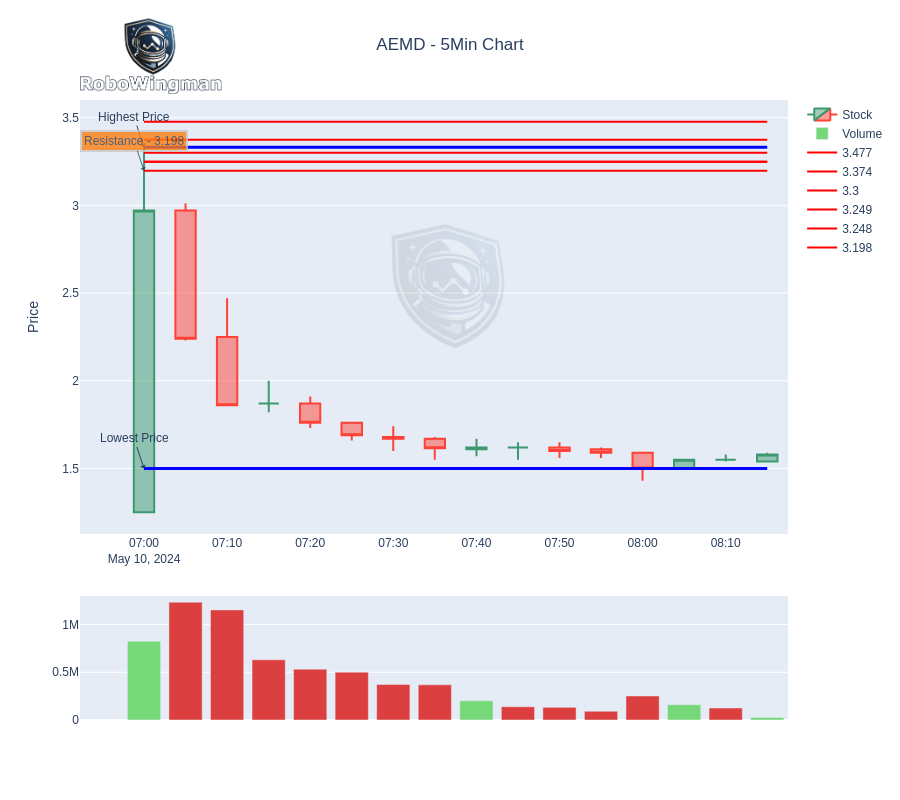 AEMD - 5Min Chart
RoboWingman
Highest Price
Resistance - 3.198
Lowest Price
Price
3.5
3
2.5
2
1.5
07:00
07:10
07:20
07:30
07:40
07:50
08:00
08:10
May 10, 2024
1M
0.5M
0
Stock
Volume
3.477
3.374
3.3
3.249
3.248
3.198